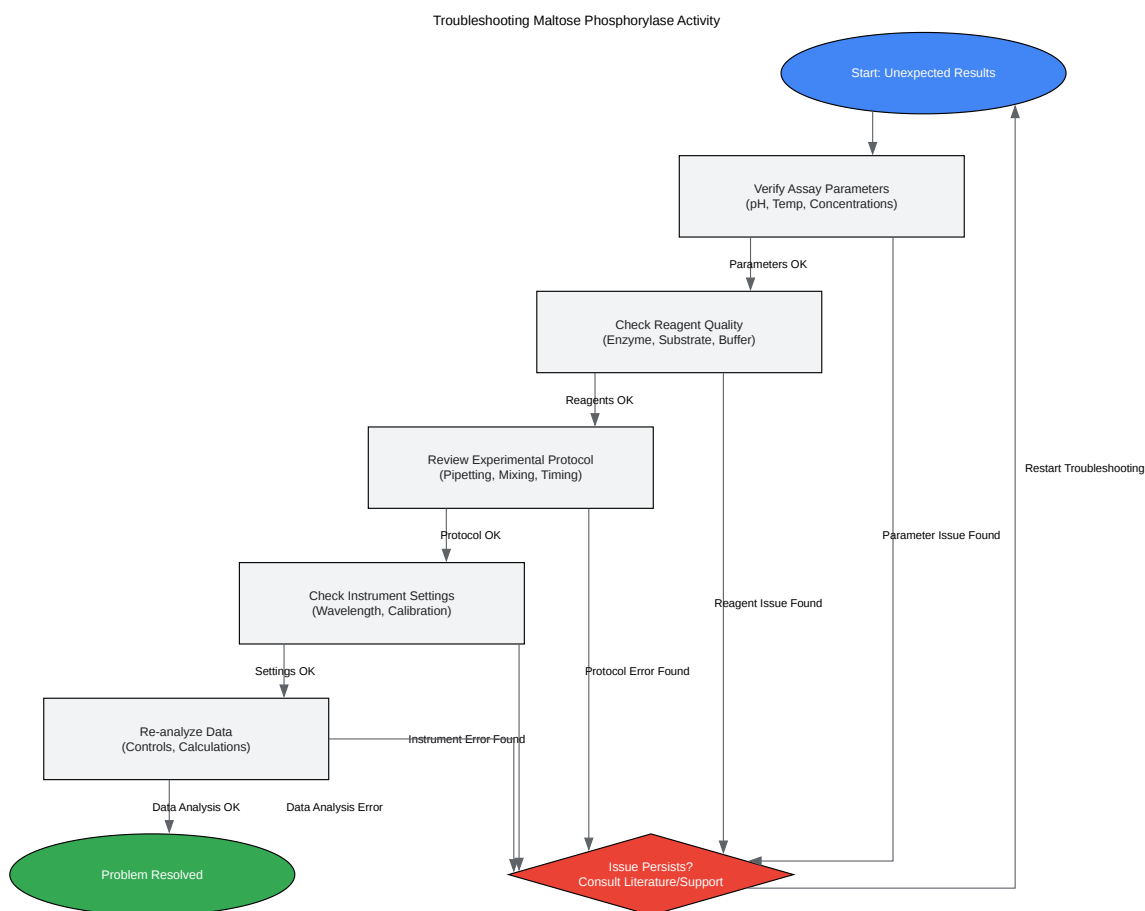 Troubleshooting Maltose Phosphorylase Activity
Start: Unexpected Results
Verify Assay Parameters
(pH, Temp, Concentrations)
Parameters OK
Check Reagent Quality
(Enzyme, Substrate, Buffer)
Reagents OK
Review Experimental Protocol
(Pipetting, Mixing, Timing)
Restart Troubleshooting
Protocol OK
Parameter Issue Found
Check Instrument Settings
(Wavelength, Calibration)
Reagent Issue Found
Settings OK
Protocol Error Found
Re-analyze Data
(Controls, Calculations)
Instrument Error Found
Data Analysis OK
Data Analysis Error
Problem Resolved
Issue Persists?
Consult Literature/Support